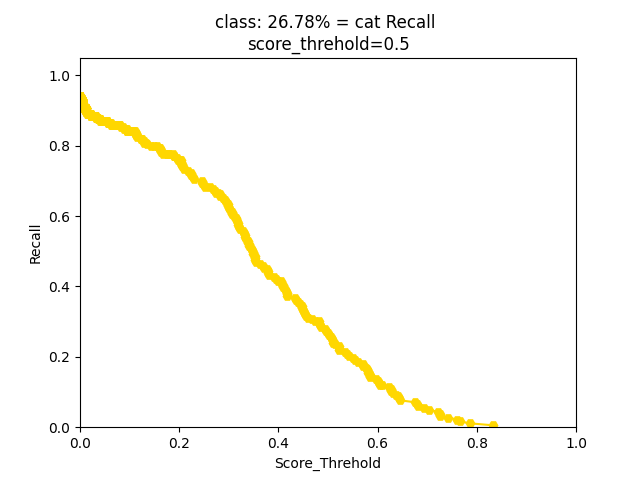 class: 26.78% = cat Recall
score_threhold=0.5
1.0
0.8
0.6
0.4
0.2
0.0
Recall
0.0 0.2 0.4 0.6 0.8 1.0
Score_Threhold